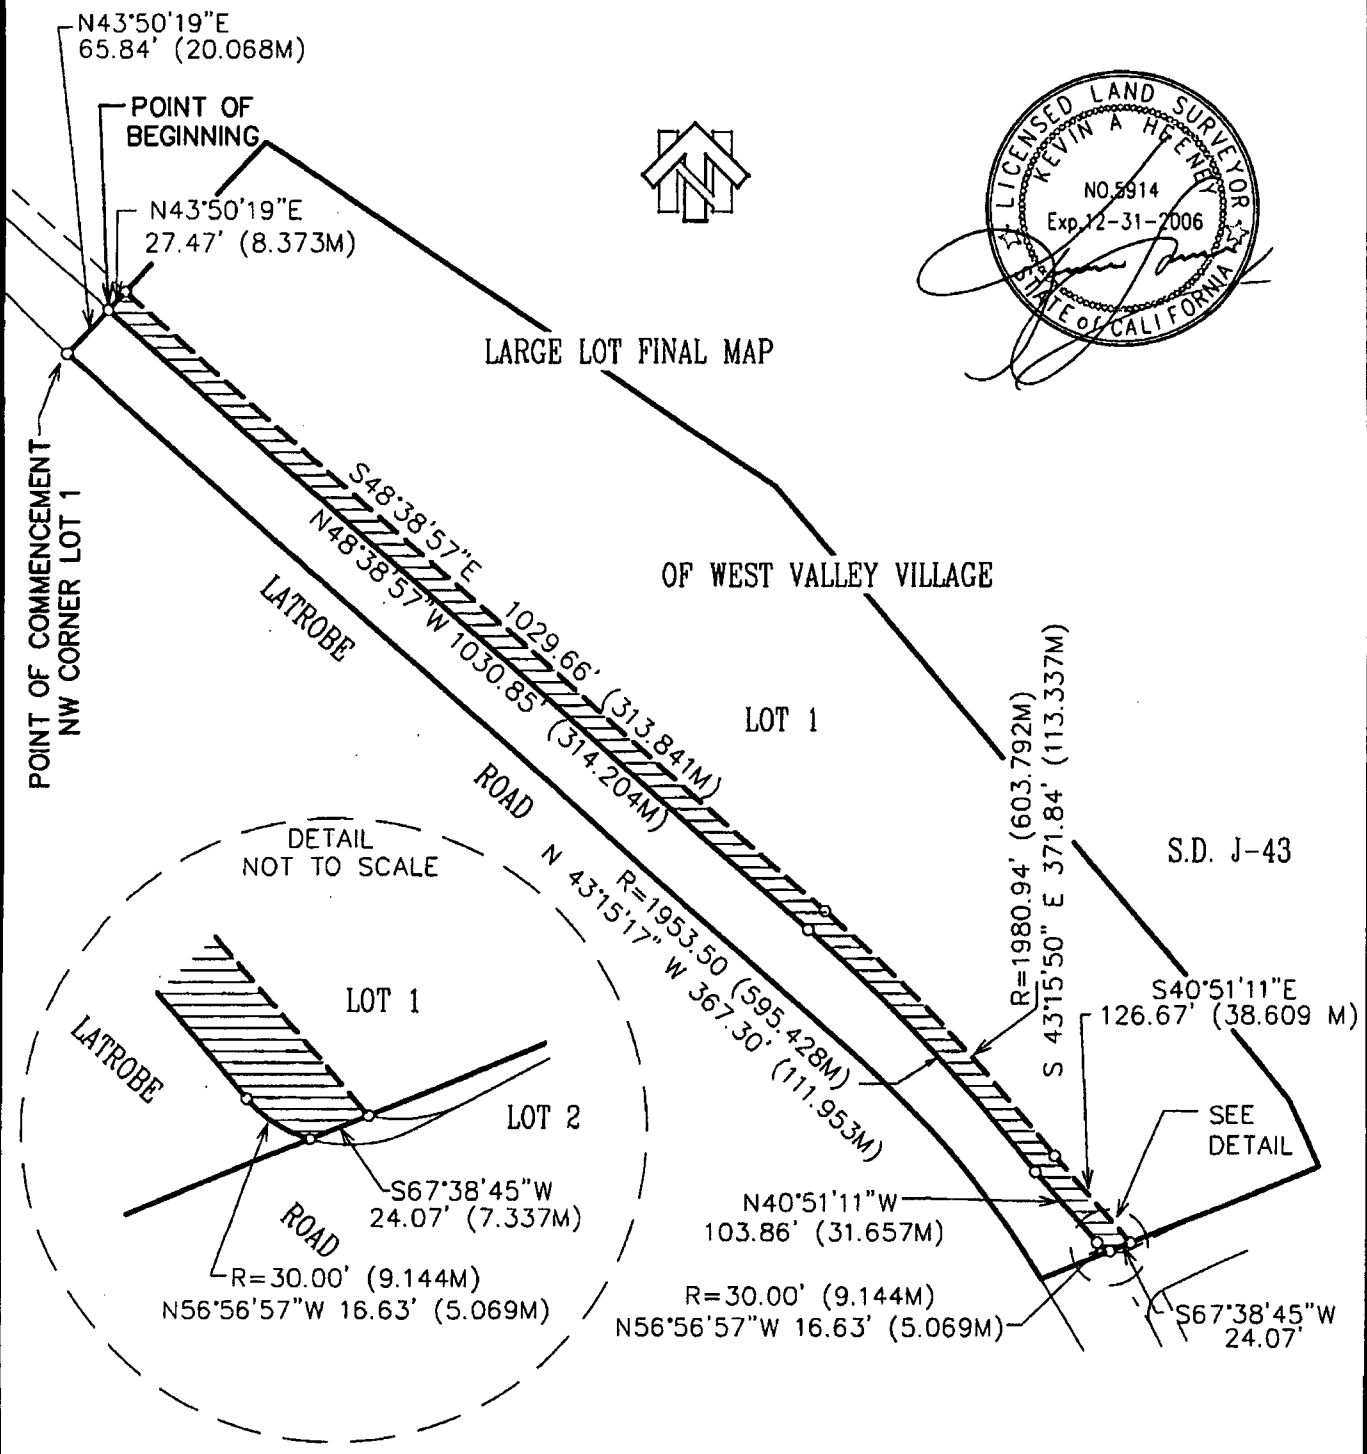 N43°50'19"E
65.84' (20.068M)
POINT OF
BEGINNING
N43°50'19"E
27.47' (8.373M)
LICENSED LAND SURVEYOR
KEVIN A HEENEY
NO.5914
Exp.12-31-2006
STATE of CALIFORNIA
N
LARGE LOT FINAL MAP
POINT OF COMMENCEMENT
NW CORNER LOT 1
S48°38'57"E 1029.66' (313.841M)
N48°38'57"W 1030.85' (314.204M)
OF WEST VALLEY VILLAGE
LATROBE
ROAD
LOT 1
R=1980.94' (603.792M)
S 43°15'50" E 371.84' (113.337M)
S.D. J-43
R=1953.50 (595.428M)
N 43°15'17" W 367.30' (111.953M)
S40°51'11"E
126.67' (38.609 M)
SEE
DETAIL
N40°51'11"W
103.86' (31.657M)
R=30.00' (9.144M)
N56°56'57"W 16.63' (5.069M)
S67°38'45"W
24.07'
DETAIL
NOT TO SCALE
LOT 1
LATROBE
LOT 2
S67°38'45"W
24.07' (7.337M)
ROAD
R=30.00' (9.144M)
N56°56'57"W 16.63' (5.069M)